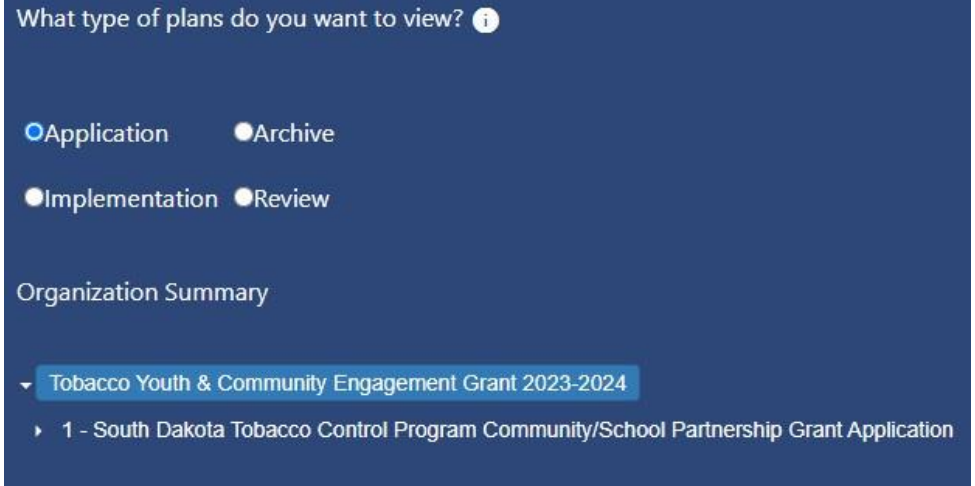 What type of plans do you want to view? i
Application Archive
Implementation Review
Organization Summary
Tobacco Youth & Community Engagement Grant 2023-2024
1 - South Dakota Tobacco Control Program Community/School Partnership Grant Application